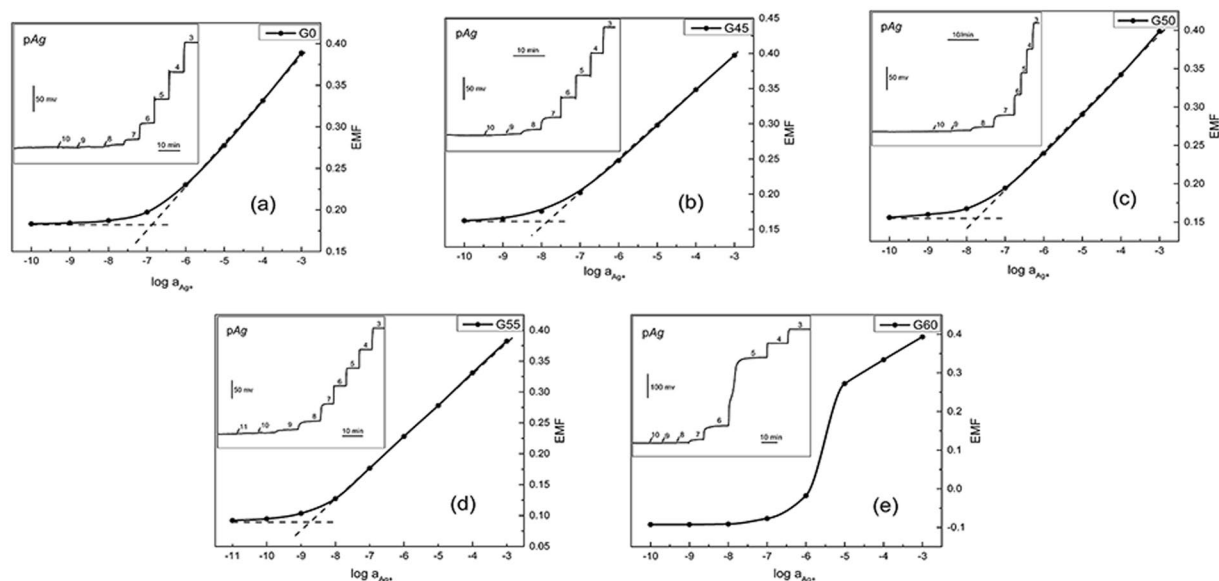 pAg
G0
0.40
0.35
0.30
0.25
0.20
0.15
EMF
50 mv
10 9 8 7 6 5 4 3
10 min
(a)
-10 -9 -8 -7 -6 -5 -4 -3
log a Ag+
pAg
G45
0.45
0.40
0.35
0.30
0.25
0.20
0.15
0.10
EMF
10 min
50 mv
10 9 8 7 6 5 4 3
(b)
-10 -9 -8 -7 -6 -5 -4 -3
log a Ag+
pAg
G50
0.40
0.35
0.30
0.25
0.20
0.15
EMF
10/min
50 mv
10 9 8 7 6 5 4 3
(c)
-10 -9 -8 -7 -6 -5 -4 -3
log a Ag+
pAg
G55
0.40
0.35
0.30
0.25
0.20
0.15
0.10
0.05
EMF
50 mv
11 10 9 8 7 6 5 4 3
10 min
(d)
-11 -10 -9 -8 -7 -6 -5 -4 -3
log a Ag+
pAg
G60
0.4
0.3
0.2
0.1
0.0
-0.1
EMF
100 mv
10 9 8 7 6 5 4 3
10 min
(e)
-10 -9 -8 -7 -6 -5 -4 -3
log a Ag+